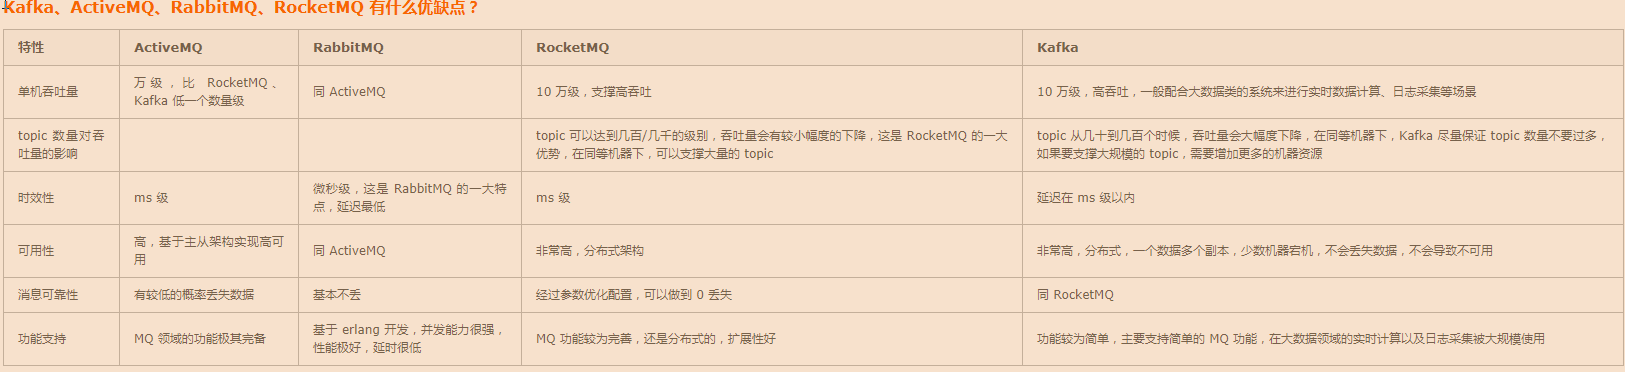 Kafka、ActiveMQ、RabbitMQ、RocketMQ 有什么优缺点？
特性
ActiveMQ
RabbitMQ
RocketMQ
Kafka
单机吞吐量
万级，比 RocketMQ、
Kafka 低一个数量级
同 ActiveMQ
10 万级，支撑高吞吐
10 万级，高吞吐，一般配合大数据类的系统来进行实时数据计算、日志采集等场景
topic 数量对吞
吐量的影响
topic 可以达到几百/几千的级别，吞吐量会有较小幅度的下降，这是 RocketMQ 的一大
优势，在同等机器下，可以支撑大量的 topic
topic 从几十到几百个时候，吞吐量会大幅度下降，在同等机器下，Kafka 尽量保证 topic 数量不要过多，
如果要支撑大规模的 topic，需要增加更多的机器资源
时效性
ms 级
微秒级，这是 RabbitMQ 的一大特
点，延迟最低
ms 级
延迟在 ms 级以内
可用性
高，基于主从架构实现高可
用
同 ActiveMQ
非常高，分布式架构
非常高，分布式，一个数据多个副本，少数机器宕机，不会丢失数据，不会导致不可用
消息可靠性
有较低的概率丢失数据
基本不丢
经过参数优化配置，可以做到 0 丢失
同 RocketMQ
功能支持
MQ 领域的功能极其完备
基于 erlang 开发，并发能力很强，
性能极好，延时很低
MQ 功能较为完善，还是分布式的，扩展性好
功能较为简单，主要支持简单的 MQ 功能，在大数据领域的实时计算以及日志采集被大规模使用